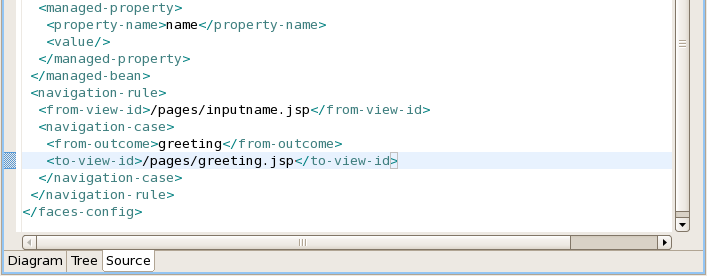 <managed-property>
<property-name>name</property-name>
<value/>
</managed-property>
</managed-bean>
<navigation-rule>
<from-view-id>/pages/inputname.jsp</from-view-id>
<navigation-case>
<from-outcome>greeting</from-outcome>
<to-view-id>/pages/greeting.jsp</to-view-id>
</navigation-case>
</navigation-rule>
</faces-config>
Diagram Tree Source